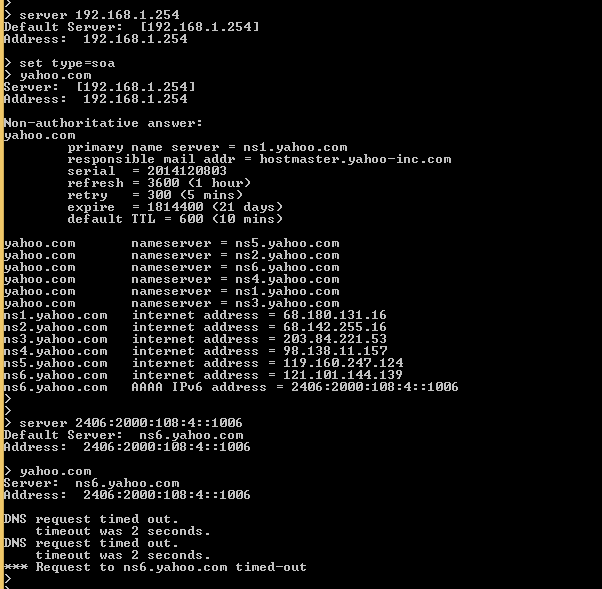 >
> server 192.168.1.254
Default Server:  [192.168.1.254]
Address:  192.168.1.254

> set type=soa
> yahoo.com
Server:  [192.168.1.254]
Address:  192.168.1.254

Non-authoritative answer:
yahoo.com
        primary name server = ns1.yahoo.com
        responsible mail addr = hostmaster.yahoo-inc.com
        serial  = 2014120803
        refresh = 3600 (1 hour)
        retry   = 300 (5 mins)
        expire  = 1814400 (21 days)
        default TTL = 600 (10 mins)

yahoo.com       nameserver = ns5.yahoo.com
yahoo.com       nameserver = ns2.yahoo.com
yahoo.com       nameserver = ns6.yahoo.com
yahoo.com       nameserver = ns4.yahoo.com
yahoo.com       nameserver = ns1.yahoo.com
yahoo.com       nameserver = ns3.yahoo.com
ns1.yahoo.com   internet address = 68.180.131.16
ns2.yahoo.com   internet address = 68.142.255.16
ns3.yahoo.com   internet address = 203.84.221.53
ns4.yahoo.com   internet address = 98.138.11.157
ns5.yahoo.com   internet address = 119.160.247.124
ns6.yahoo.com   internet address = 121.101.144.139
ns6.yahoo.com   AAAA IPv6 address = 2406:2000:108:4::1006
>
>
> server 2406:2000:108:4::1006
Default Server:  ns6.yahoo.com
Address:  2406:2000:108:4::1006

> yahoo.com
Server:  ns6.yahoo.com
Address:  2406:2000:108:4::1006

DNS request timed out.
    timeout was 2 seconds.
DNS request timed out.
    timeout was 2 seconds.
*** Request to ns6.yahoo.com timed-out
>